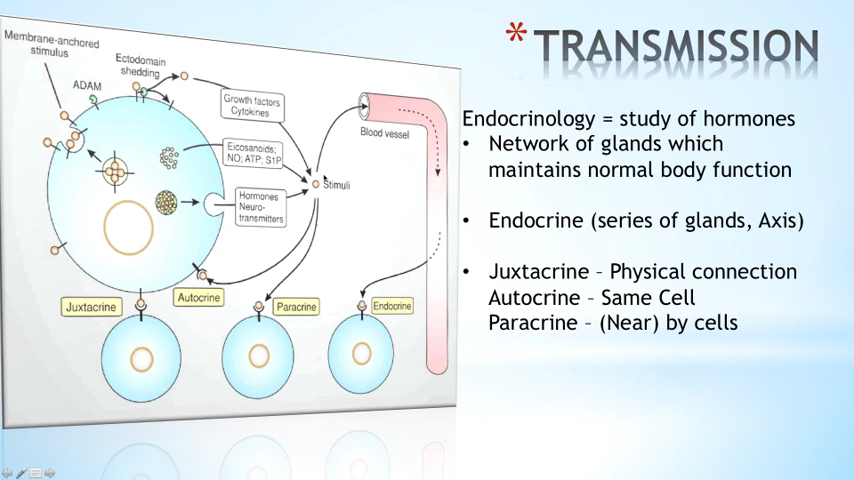 * TRANSMISSION
Membrane-anchored
stimulus
Ectodomain
shedding
ADAM
Growth factors
Cytokines
Blood vessel
Eicosanoids;
NO; ATP; S1P
Stimuli
Hormones
Neuro-
transmitters
Juxtacrine
Autocrine
Paracrine
Endocrine
Endocrinology = study of hormones
• Network of glands which
maintains normal body function
• Endocrine (series of glands, Axis)
• Juxtacrine – Physical connection
Autocrine – Same Cell
Paracrine – (Near) by cells